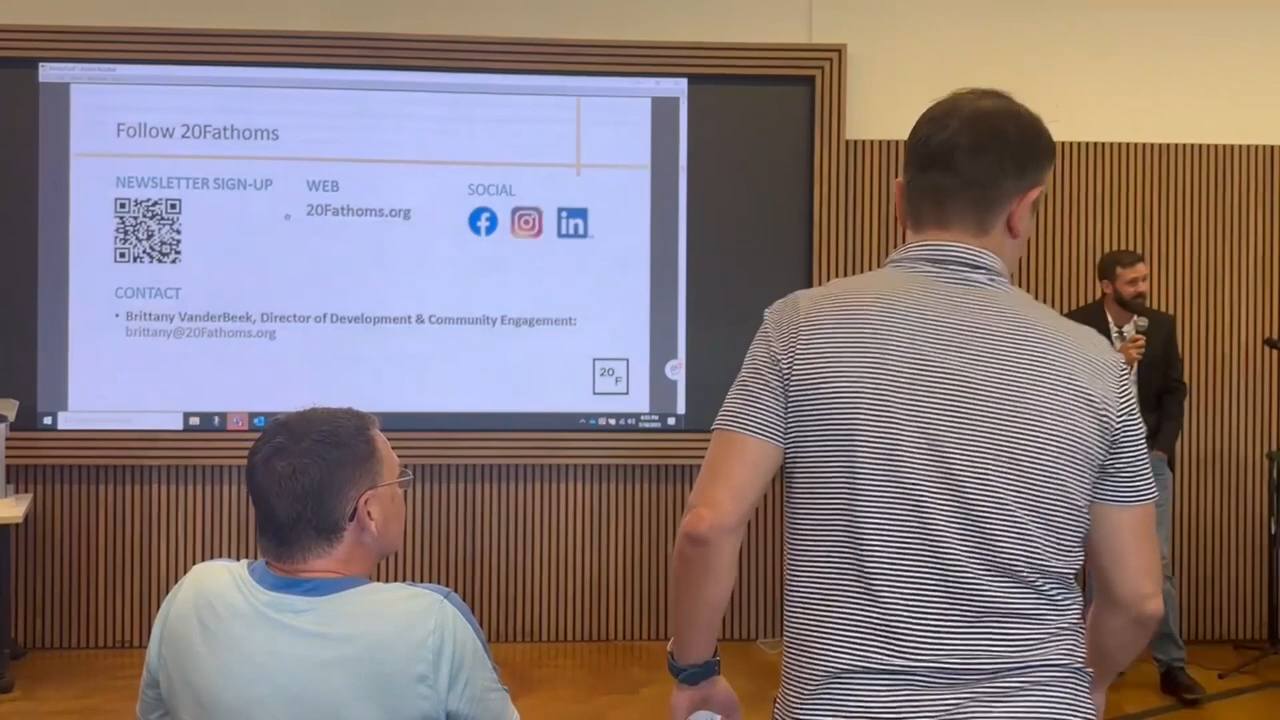 Follow 20Fathoms
NEWSLETTER SIGN-UP
WEB
20Fathoms.org
SOCIAL
in
CONTACT
• Brittany VanderBeek, Director of Development & Community Engagement:
brittany@20Fathoms.org
20
F